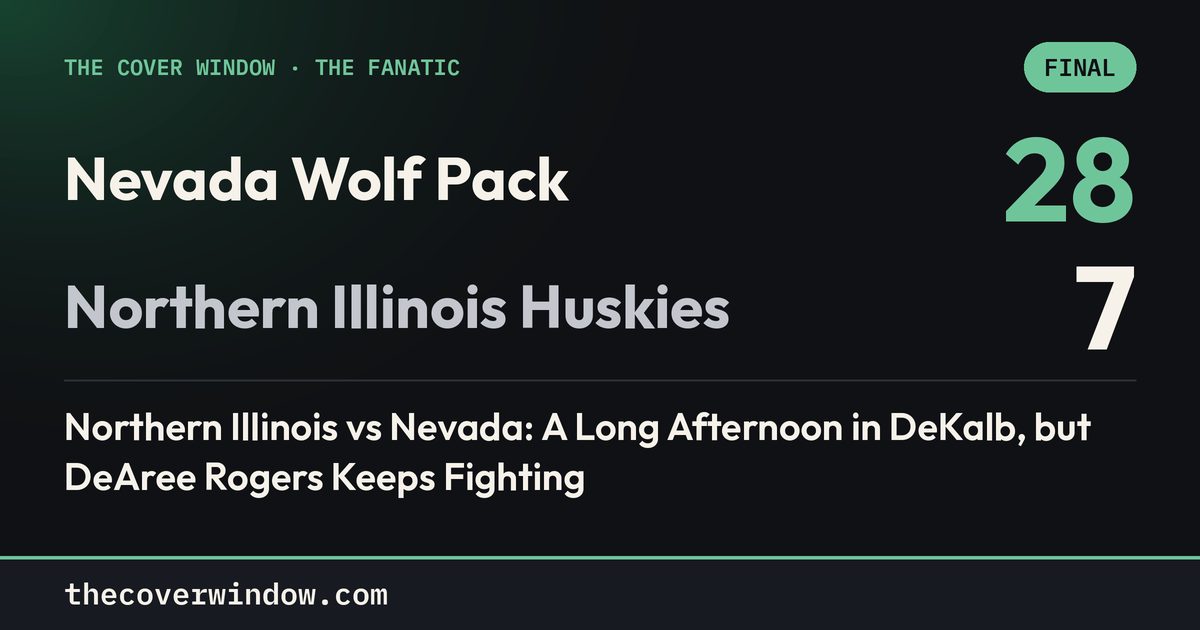 THE COVER WINDOW · THE FANATIC
FINAL
Nevada Wolf Pack
28
Northern Illinois Huskies
7
Northern Illinois vs Nevada: A Long Afternoon in DeKalb, but
DeAree Rogers Keeps Fighting
thecoverwindow.com